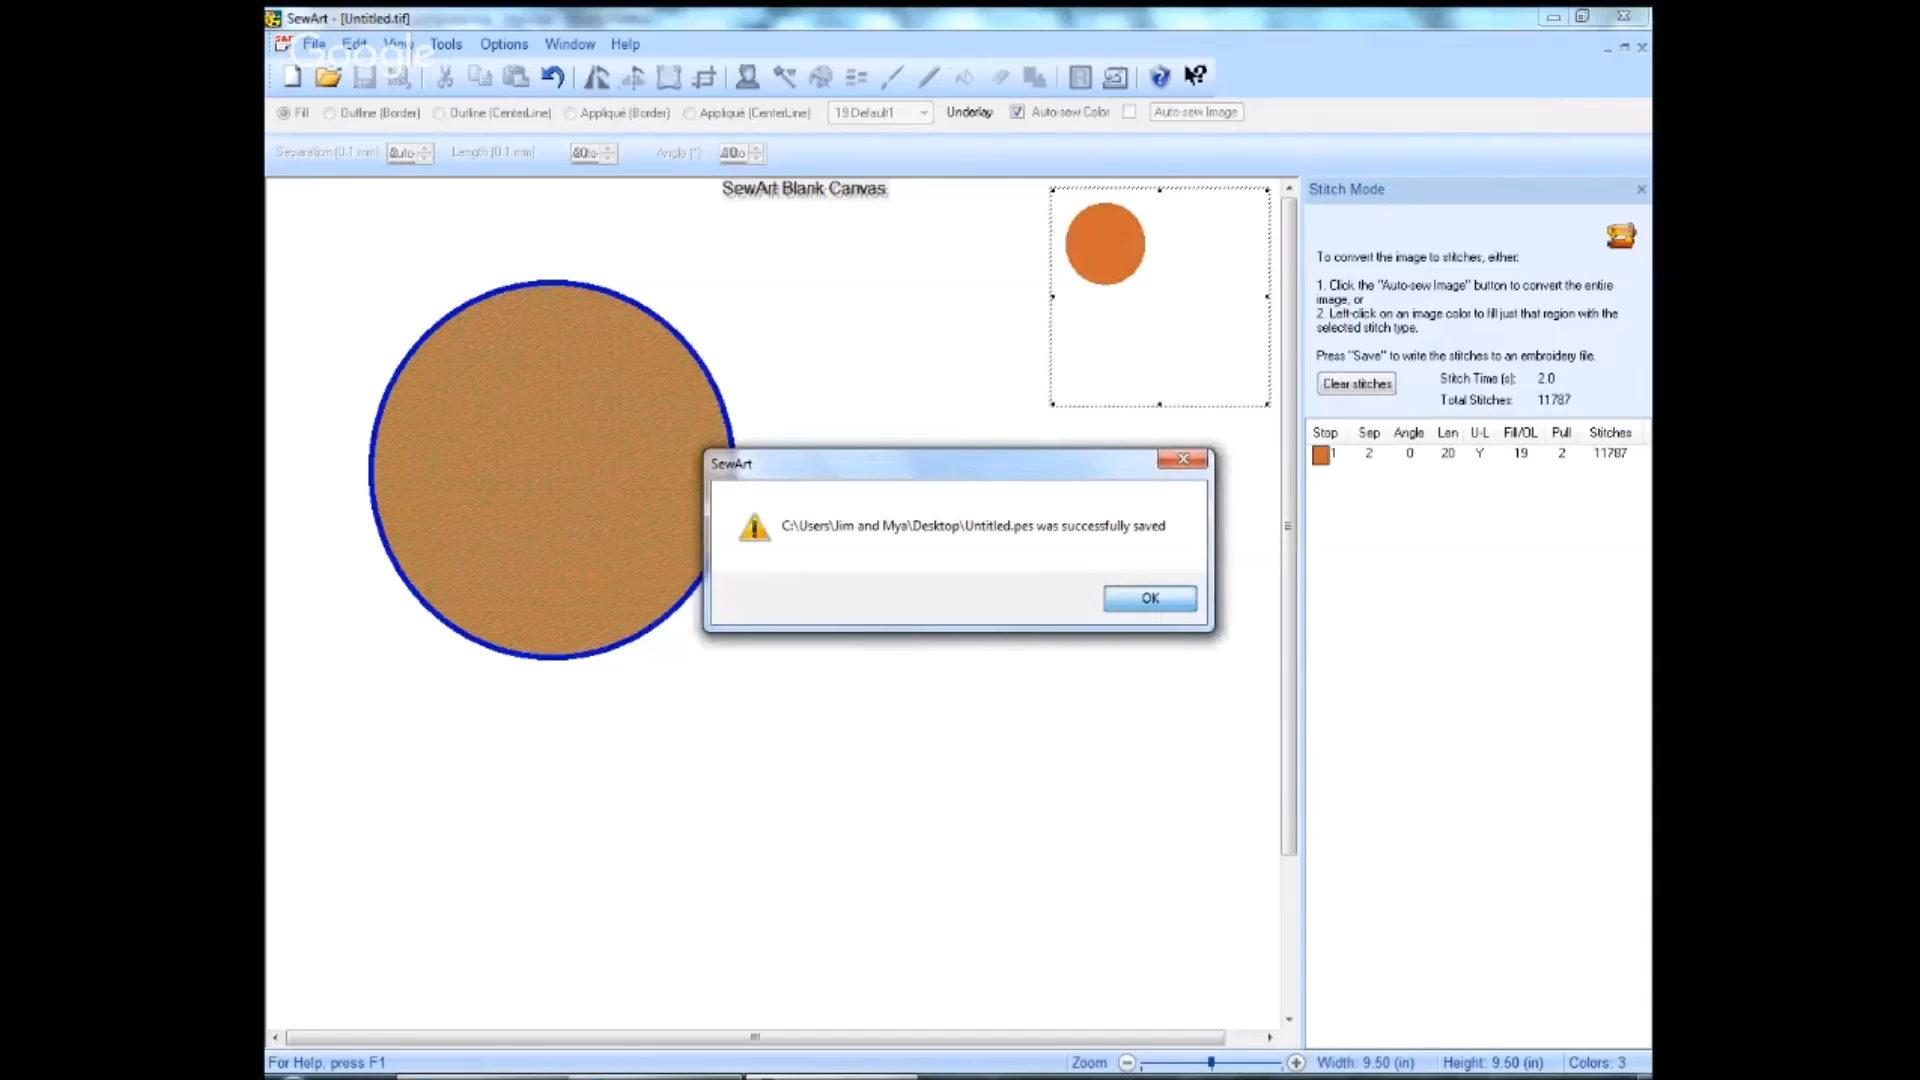 SewArt - [Untitled.tif]
File Edit View Tools Options Window Help
Google
Fill Outline (Border) Outline (CenterLine) Appliqué (Border) Appliqué (CenterLine) 19 Default1 Underlay Auto-sew Color Auto-sew Image
Separation (0.1 mm) Length (0.1 mm) Angle (°)
SewArt Blank Canvas
Stitch Mode
To convert the image to stitches, either:
1. Click the "Auto-sew Image" button to convert the entire
image, or
2. Left-click on an image color to fill just that region with the
selected stitch type.
Press "Save" to write the stitches to an embroidery file.
Clear stitches Stitch Time (s): 2.0
Total Stitches: 11787
Stop Sep Angle Len U-L Fill/OL Pull Stitches
1 2 0 20 Y 19 2 11787
SewArt
C:\Users\Jim and Mya\Desktop\Untitled.pes was successfully saved
OK
For Help, press F1 Zoom Width: 9.50 (in) Height: 9.50 (in) Colors: 3